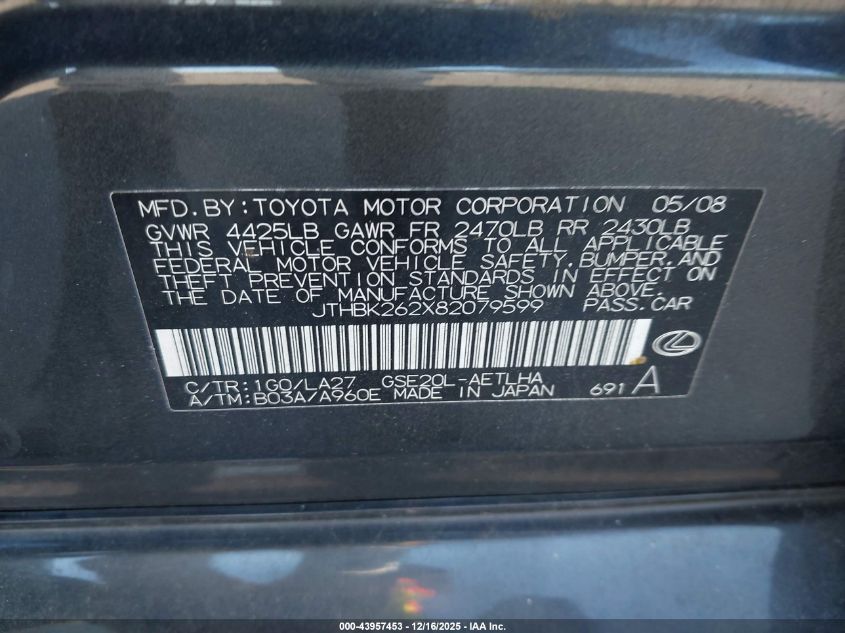 MFD.BY:TOYOTA MOTOR CORPORATION 05/08
GVWR 4425LB GAWR FR 2470LB RR 2430LB
THIS VEHICLE CONFORMS TO ALL APPLICABLE
FEDERAL MOTOR VEHICLE SAFETY,BUMPER,AND
THEFT PREVENTION STANDARDS IN EFFECT ON
THE DATE OF MANUFACTURE SHOWN ABOVE.
JTHBK262X82079599 PASS.CAR
C/TR:1G0/LA27 GSE20L-AETLHA
A/TM:B03A/A960E MADE IN JAPAN 691 A
000-43957453 - 12/16/2025 - IAA Inc.